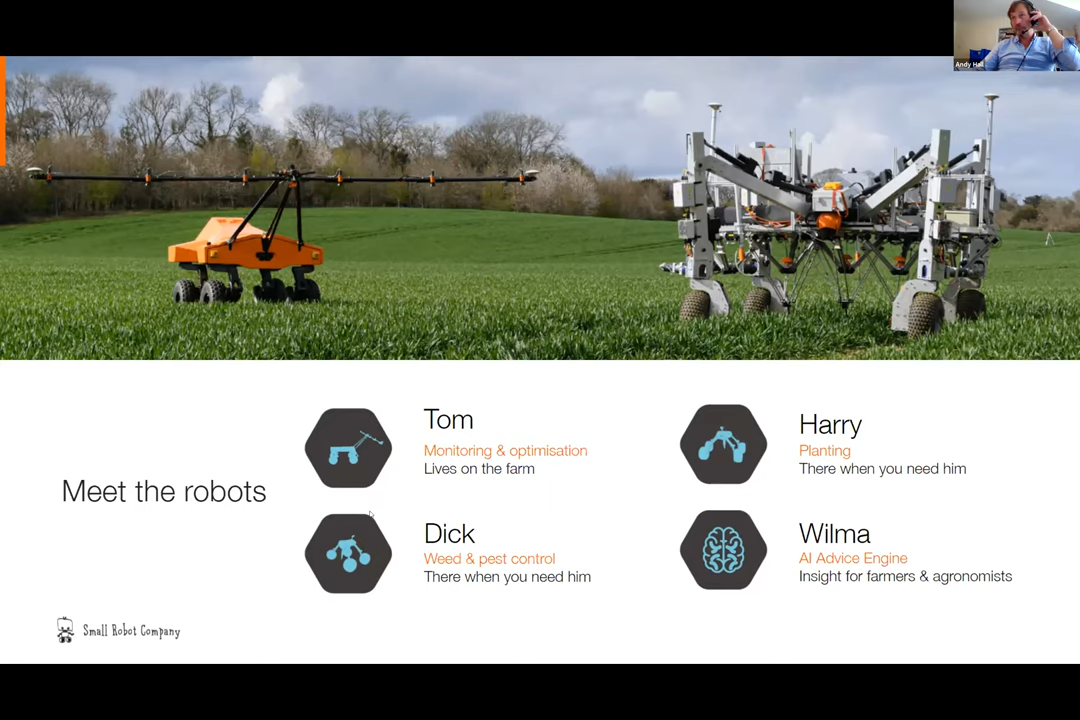 Andy Hall
Meet the robots
Tom
Monitoring & optimisation
Lives on the farm
Dick
Weed & pest control
There when you need him
Harry
Planting
There when you need him
Wilma
AI Advice Engine
Insight for farmers & agronomists
Small Robot Company